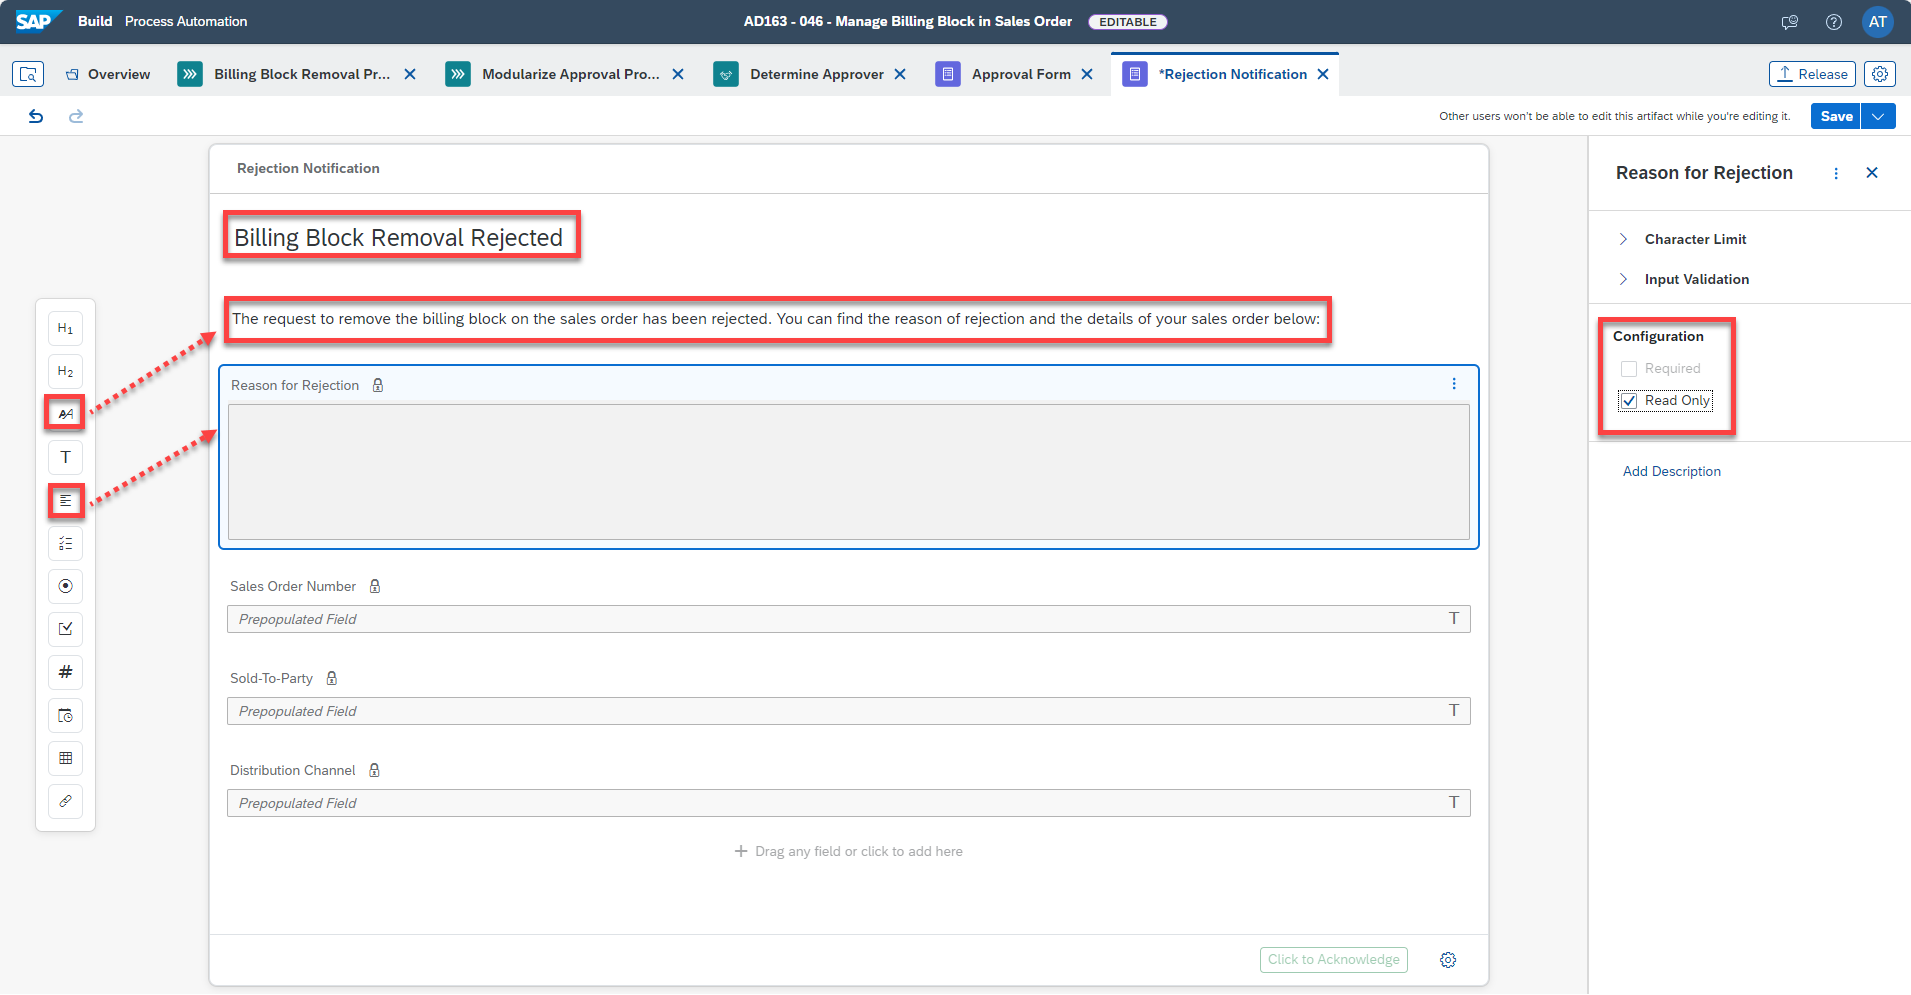 SAP Build Process Automation AD163 - 046 - Manage Billing Block in Sales Order EDITABLE AT
Overview Billing Block Removal Pr... Modularize Approval Pro... Determine Approver Approval Form *Rejection Notification Release
Other users won't be able to edit this artifact while you're editing it. Save
Rejection Notification
Billing Block Removal Rejected
The request to remove the billing block on the sales order has been rejected. You can find the reason of rejection and the details of your sales order below:
H1
H2
AA
T
#
Reason for Rejection
Sales Order Number
Prepopulated Field T
Sold-To-Party
Prepopulated Field T
Distribution Channel
Prepopulated Field T
+ Drag any field or click to add here
Click to Acknowledge
Reason for Rejection
Character Limit
Input Validation
Configuration
Required
Read Only
Add Description